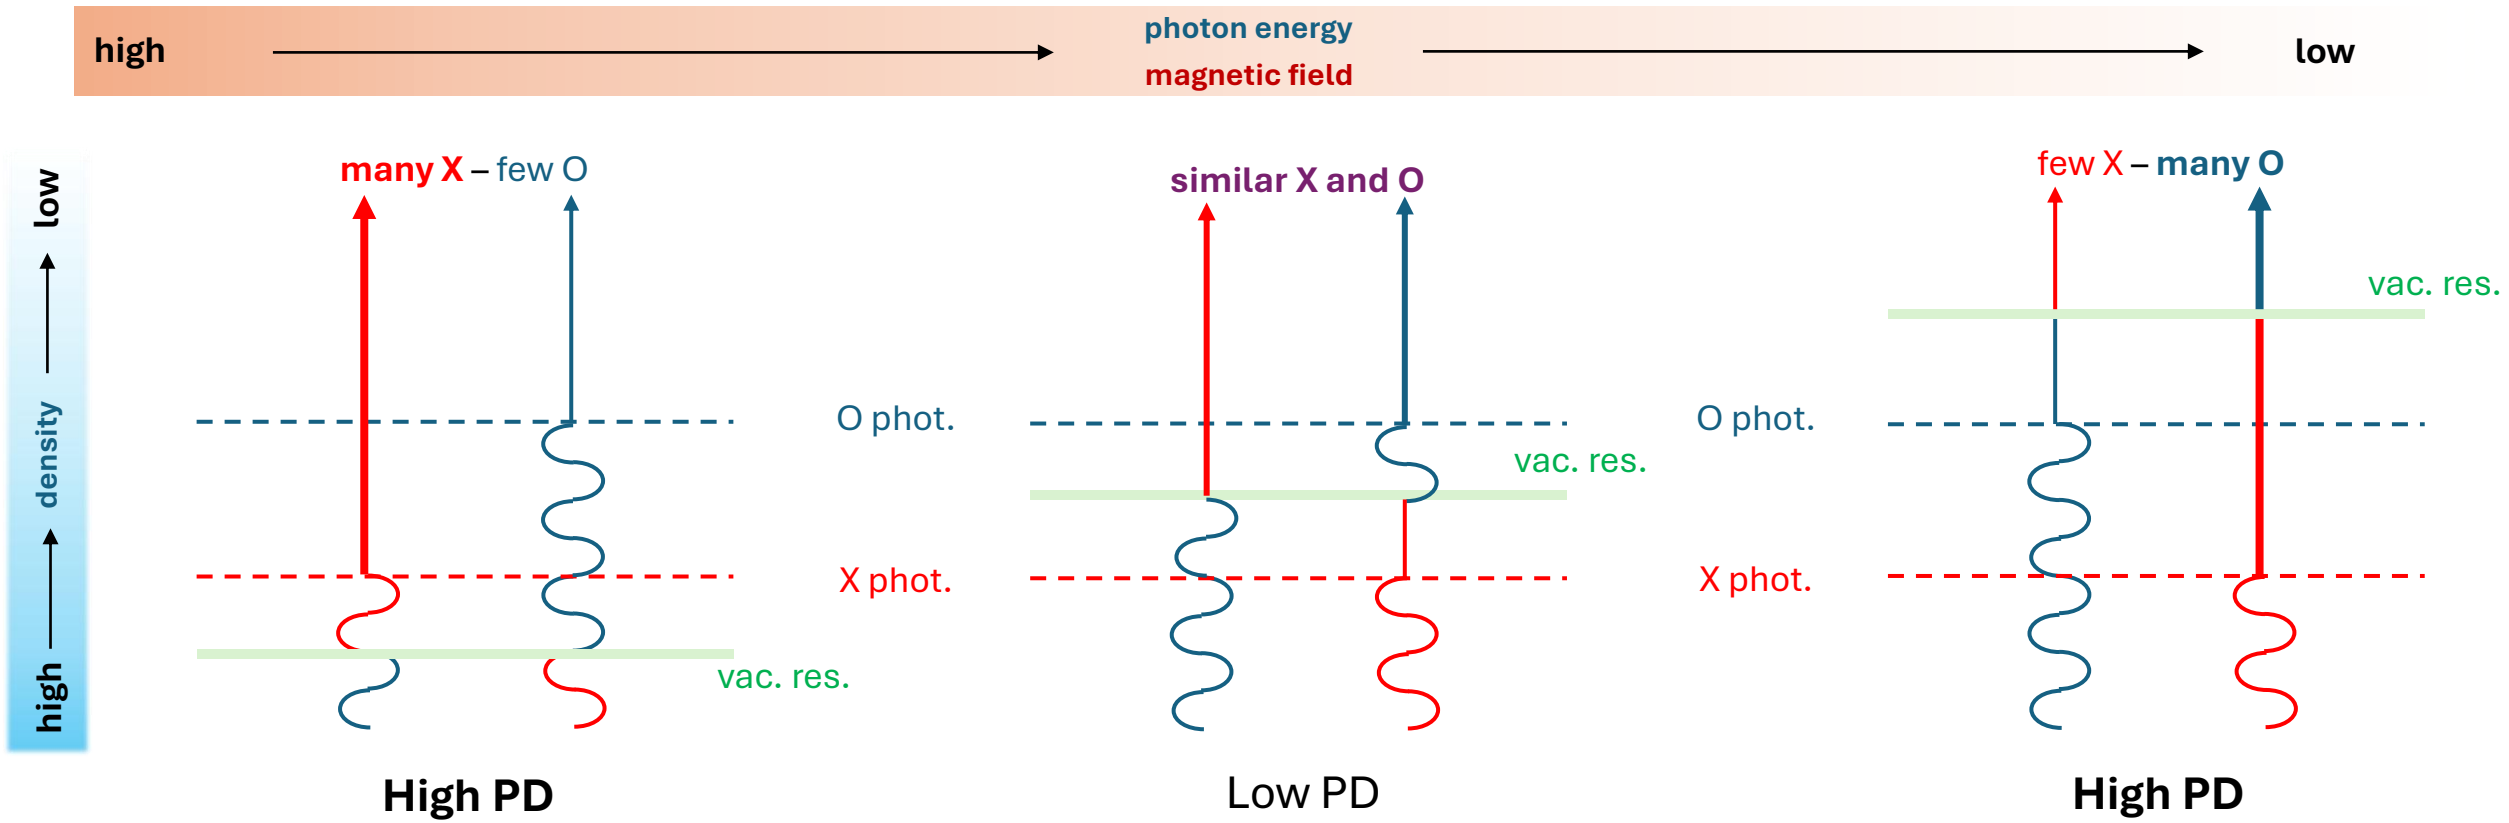 high
photon energy
magnetic field
low
low
density
high
many X – few O
similar X and O
few X – many O
vac. res.
O phot.
O phot.
vac. res.
X phot.
X phot.
vac. res.
High PD
Low PD
High PD